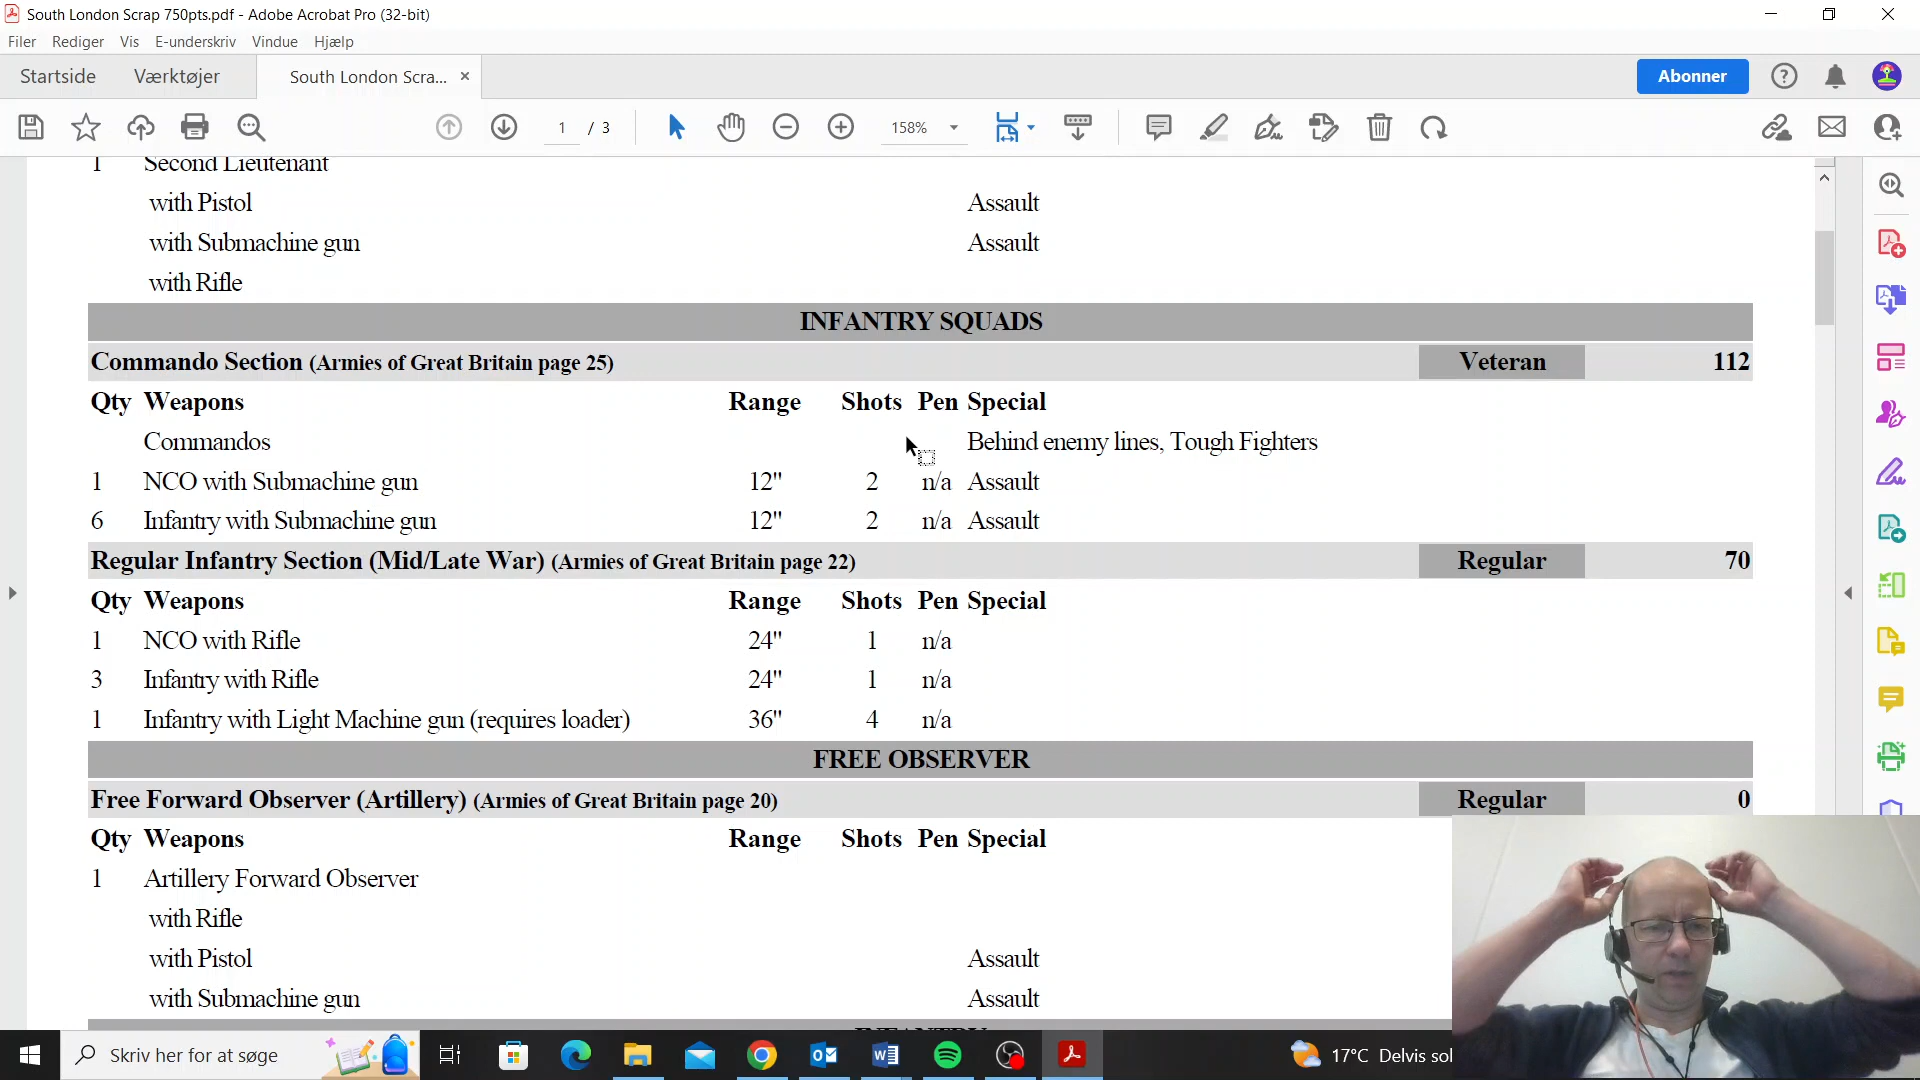 South London Scrap 750pts.pdf - Adobe Acrobat Pro (32-bit)
Filer Rediger Vis E-underskriv Vindue Hjælp
Startside Værktøjer South London Scra... × Abonner
1 / 3 158%
1 Second Lieutenant
with Pistol Assault
with Submachine gun Assault
with Rifle
INFANTRY SQUADS
Commando Section (Armies of Great Britain page 25) Veteran 112
Qty Weapons Range Shots Pen Special
Commandos Behind enemy lines, Tough Fighters
1 NCO with Submachine gun 12" 2 n/a Assault
6 Infantry with Submachine gun 12" 2 n/a Assault
Regular Infantry Section (Mid/Late War) (Armies of Great Britain page 22) Regular 70
Qty Weapons Range Shots Pen Special
1 NCO with Rifle 24" 1 n/a
3 Infantry with Rifle 24" 1 n/a
1 Infantry with Light Machine gun (requires loader) 36" 4 n/a
FREE OBSERVER
Free Forward Observer (Artillery) (Armies of Great Britain page 20) Regular 0
Qty Weapons Range Shots Pen Special
1 Artillery Forward Observer
with Rifle
with Pistol Assault
with Submachine gun Assault
INFANTRY
Skriv her for at søge 17°C Delvis sol